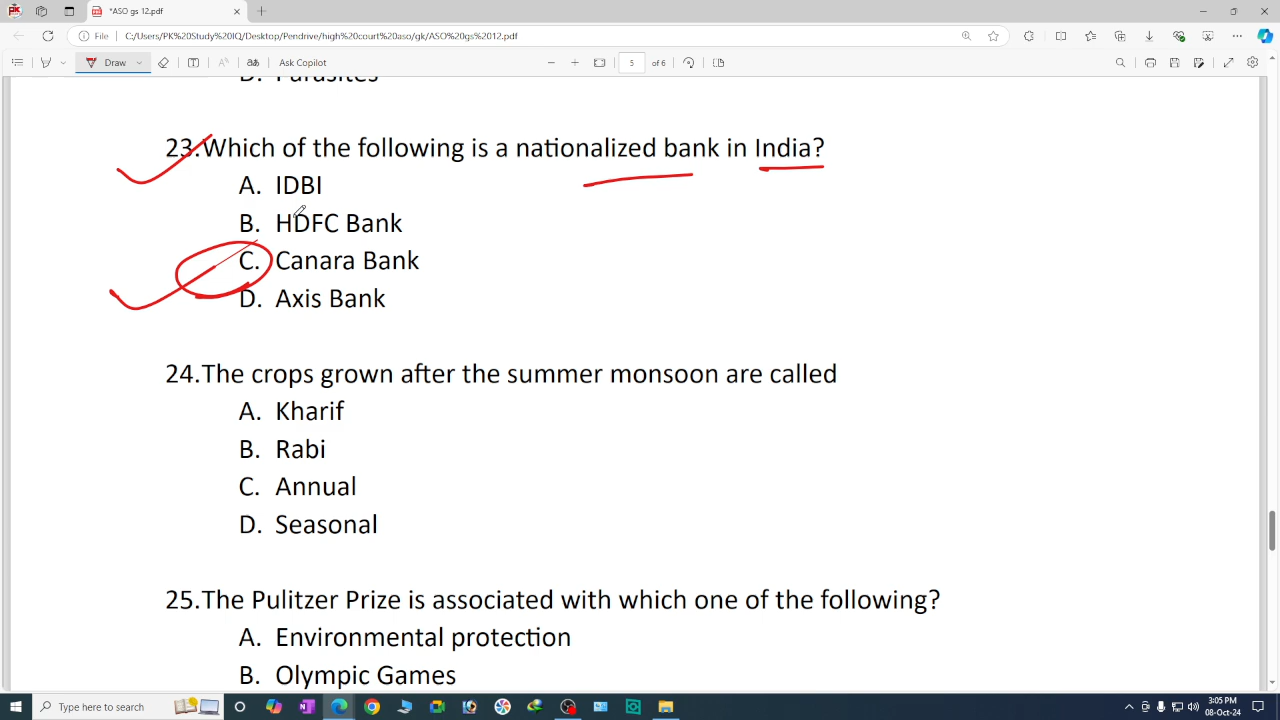 *ASO gs 12.pdf
File
C:/Users/PK%20Study%20IQ/Desktop/Pendrive/high%20court%20aso/gk/ASO%20gs%2012.pdf
Draw
Ask Copilot
5
of 6
D. Parasites
23.Which of the following is a nationalized bank in India?
A. IDBI
B. HDFC Bank
C. Canara Bank
D. Axis Bank
24.The crops grown after the summer monsoon are called
A. Kharif
B. Rabi
C. Annual
D. Seasonal
25.The Pulitzer Prize is associated with which one of the following?
A. Environmental protection
B. Olympic Games
Type here to search
3:05 PM
08-Oct-24